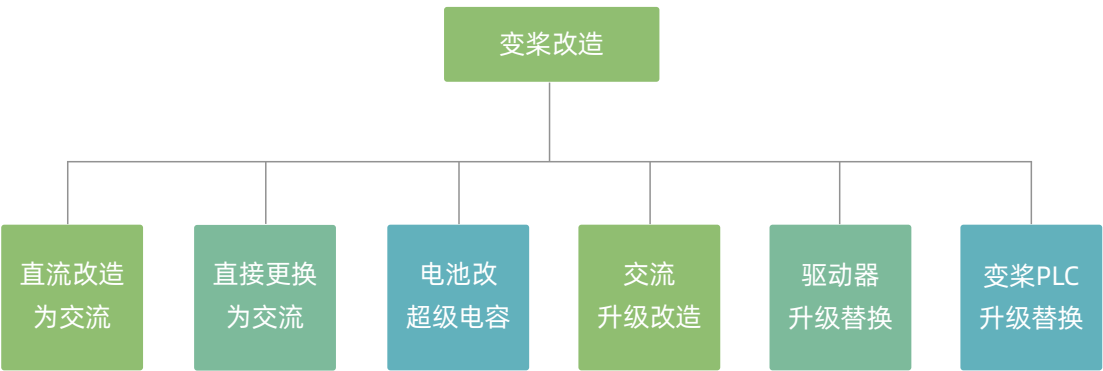 变桨改造
直流改造
为交流
直接更换
为交流
电池改
超级电容
交流
升级改造
驱动器
升级替换
变桨PLC
升级替换